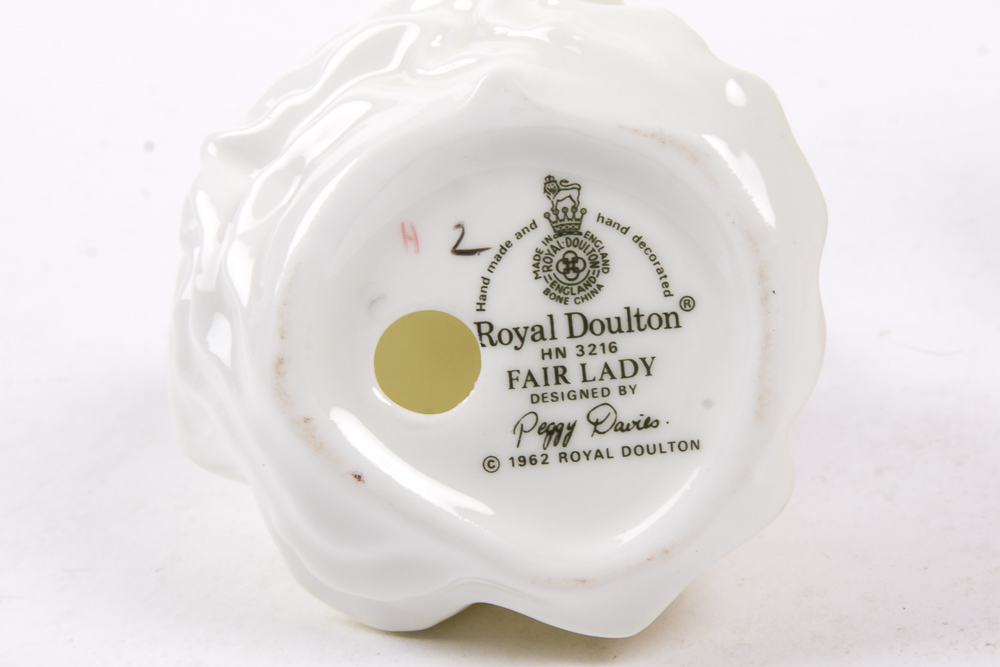 H 2
Hand made and hand decorated
MADE IN ENGLAND
ROYAL·DOULTON
ENGLAND
BONE CHINA
Royal Doulton®
HN 3216
FAIR LADY
DESIGNED BY
Peggy Davies.
© 1962 ROYAL DOULTON